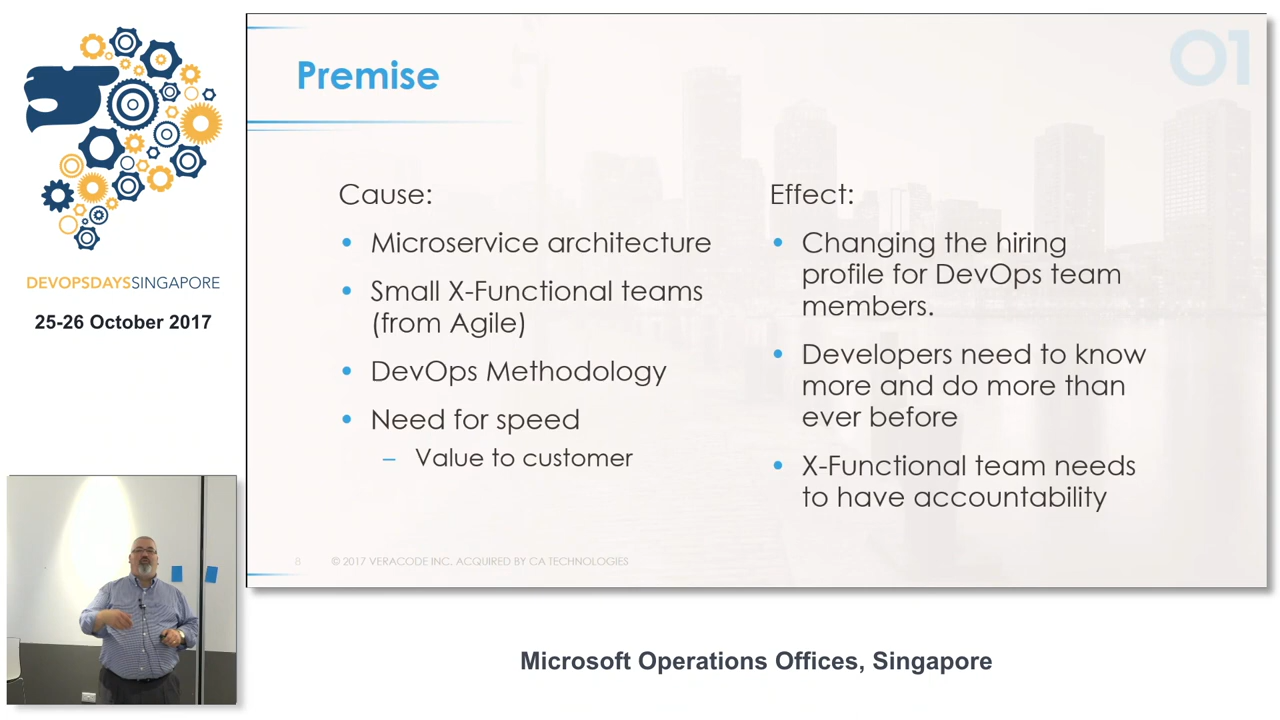 01
Premise
Cause:
• Microservice architecture
• Small X-Functional teams
(from Agile)
• DevOps Methodology
• Need for speed
– Value to customer
Effect:
• Changing the hiring
profile for DevOps team
members.
• Developers need to know
more and do more than
ever before
• X-Functional team needs
to have accountability
8 © 2017 VERACODE INC. ACQUIRED BY CA TECHNOLOGIES
DEVOPSDAYSSINGAPORE
25-26 October 2017
Microsoft Operations Offices, Singapore